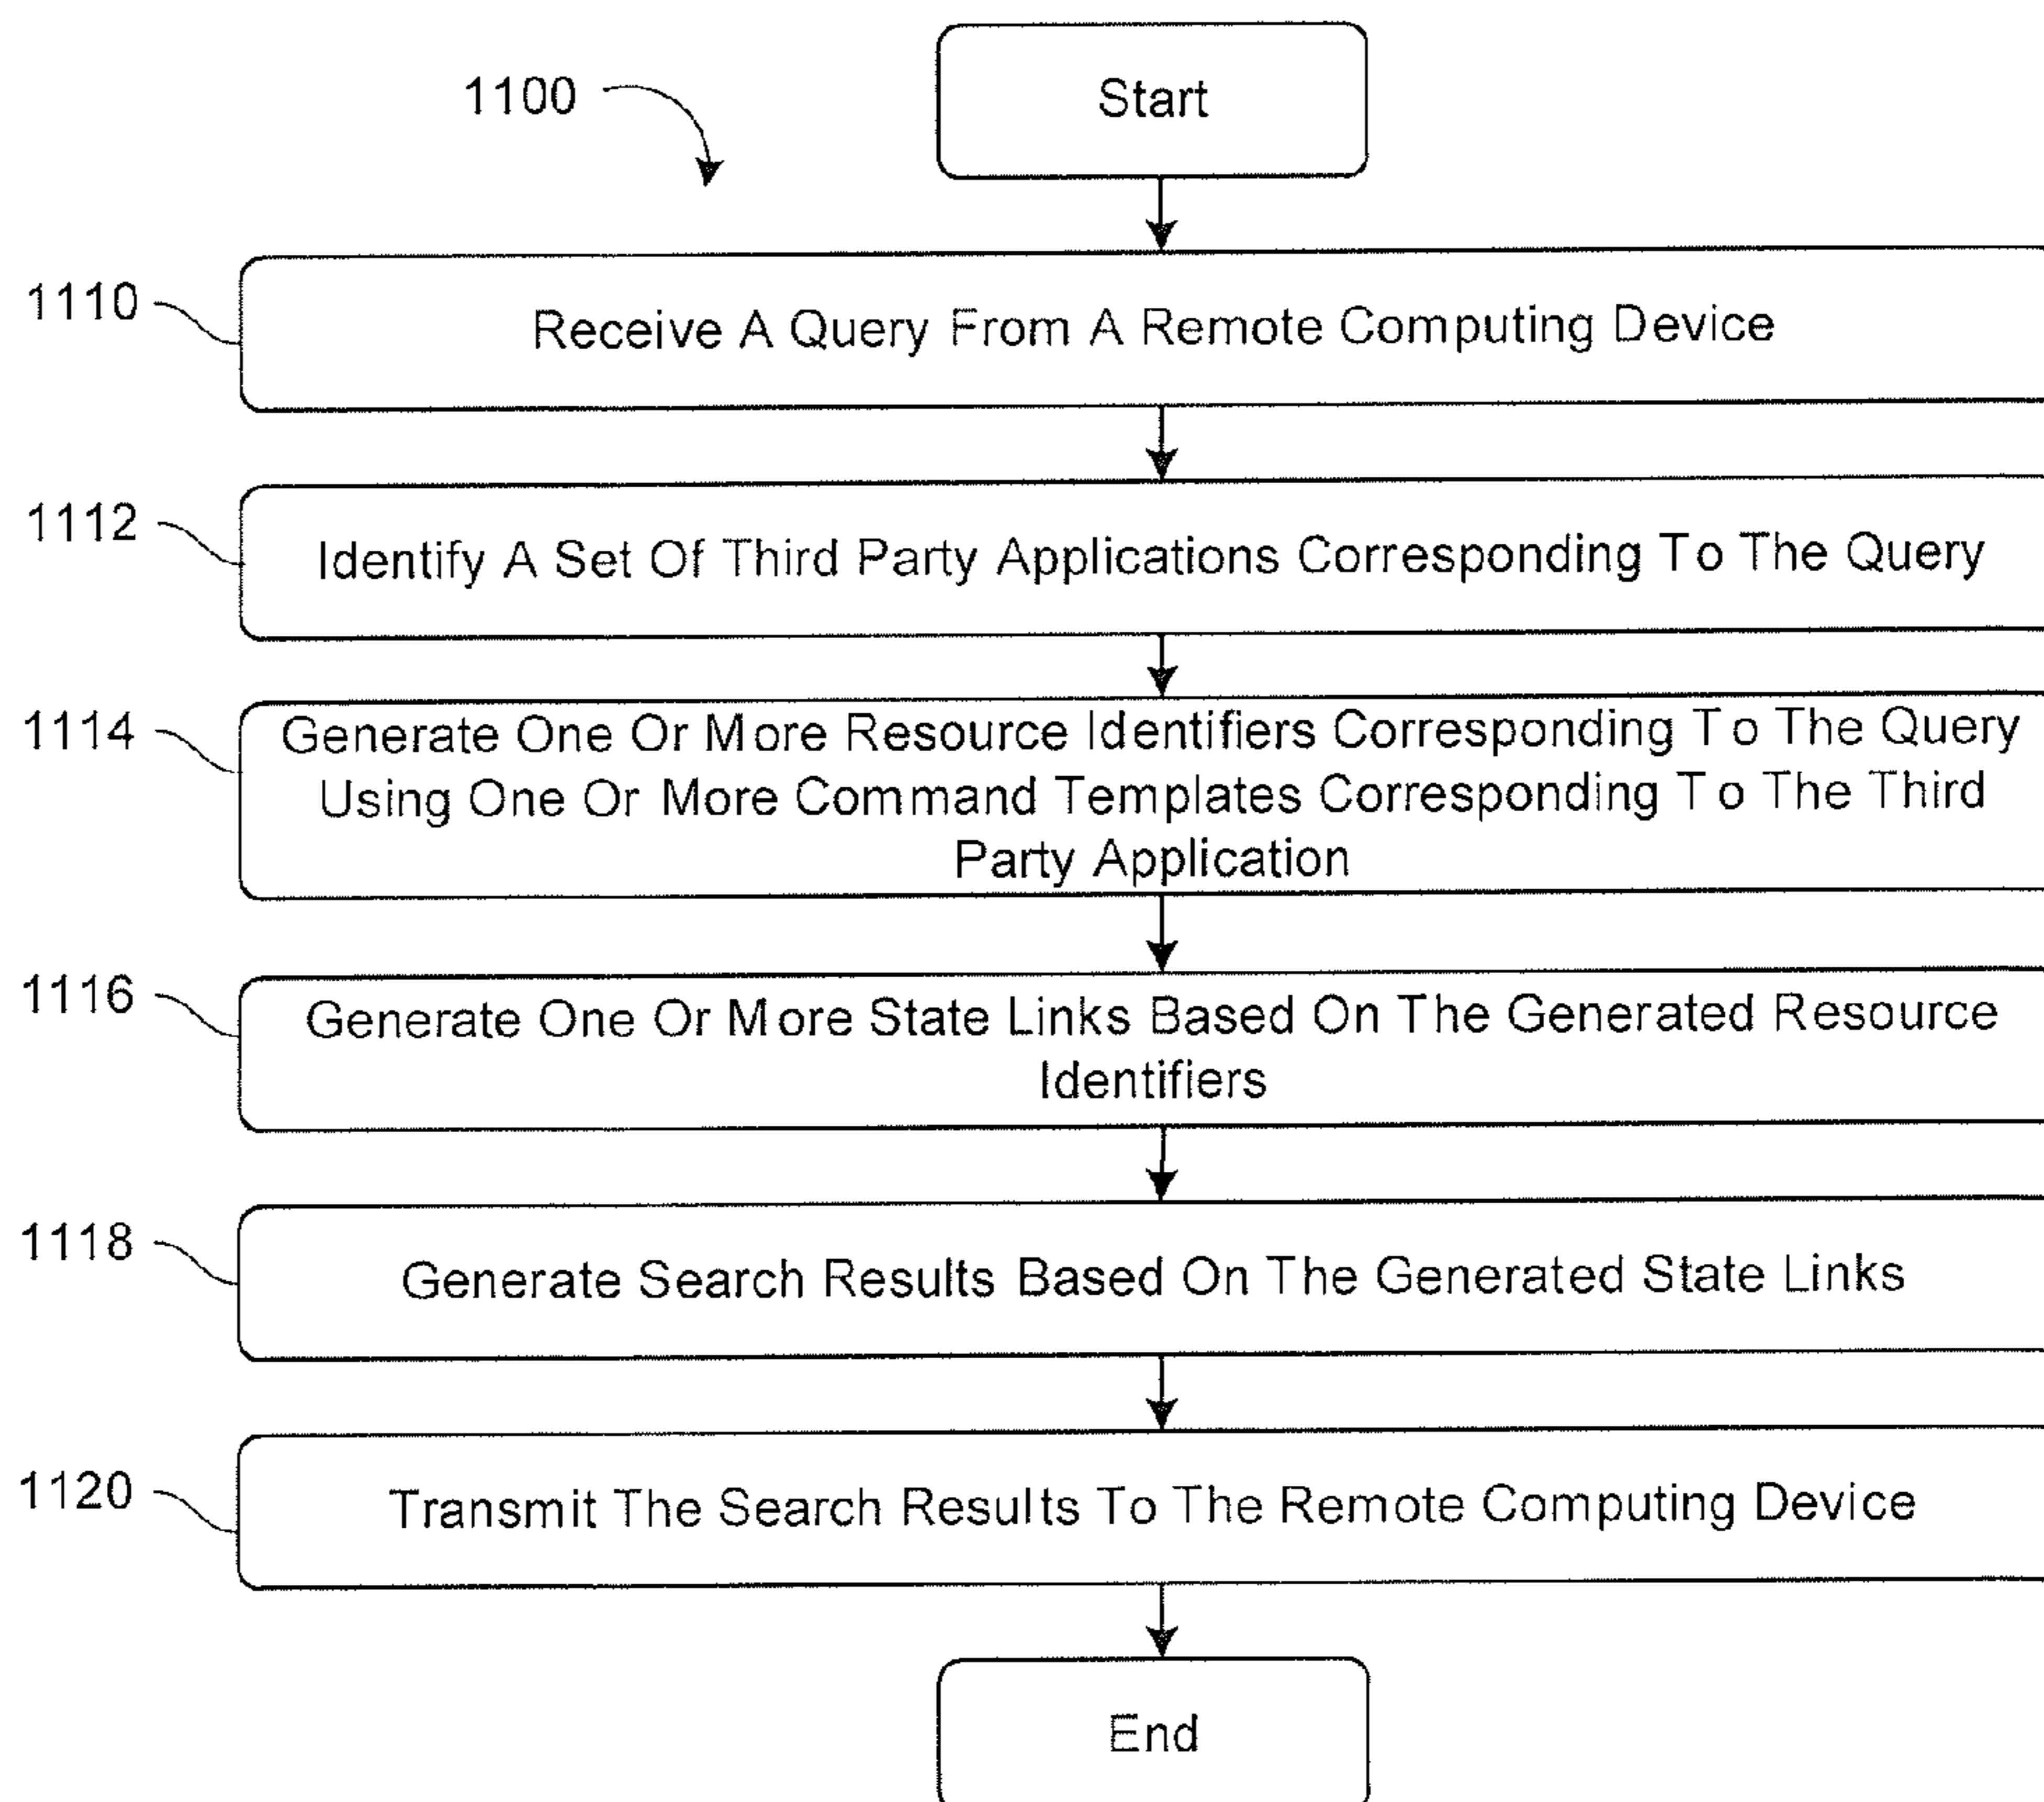 1100
Start
1110
Receive A Query From A Remote Computing Device
1112
Identify A Set Of Third Party Applications Corresponding To The Query
1114
Generate One Or More Resource Identifiers Corresponding To The Query
Using One Or More Command Templates Corresponding To The Third
Party Application
1116
Generate One Or More State Links Based On The Generated Resource
Identifiers
1118
Generate Search Results Based On The Generated State Links
1120
Transmit The Search Results To The Remote Computing Device
End